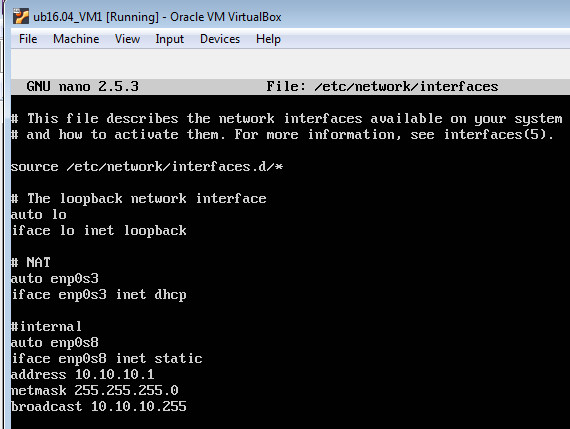 ub16.04_VM1 [Running] - Oracle VM VirtualBox
File Machine View Input Devices Help
GNU nano 2.5.3 File: /etc/network/interfaces
# This file describes the network interfaces available on your system
# and how to activate them. For more information, see interfaces(5).
source /etc/network/interfaces.d/*
# The loopback network interface
auto lo
iface lo inet loopback
# NAT
auto enp0s3
iface enp0s3 inet dhcp
#internal
auto enp0s8
iface enp0s8 inet static
address 10.10.10.1
netmask 255.255.255.0
broadcast 10.10.10.255